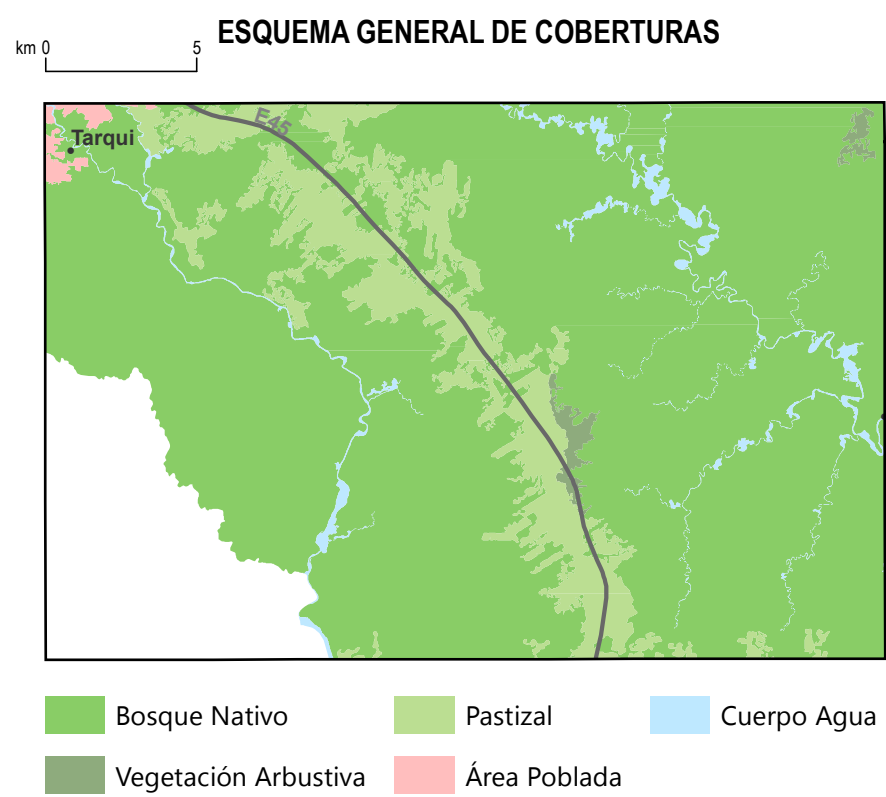 ESQUEMA GENERAL DE COBERTURAS
km 0 5
E45
Tarqui
Bosque Nativo
Pastizal
Cuerpo Agua
Vegetación Arbustiva
Área Poblada